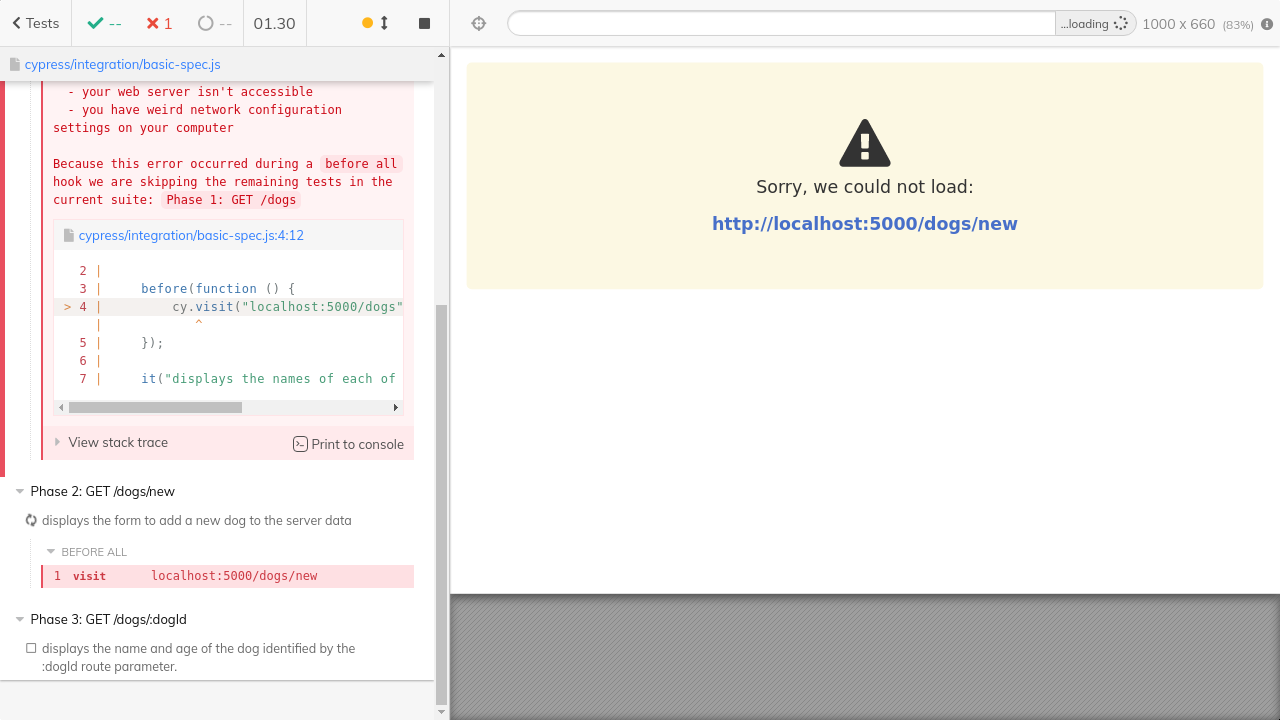 Tests
--
1
--
01.30
...loading
1000 x 660 (83%)
cypress/integration/basic-spec.js
- your web server isn't accessible
- you have weird network configuration
settings on your computer
Because this error occurred during a before all
hook we are skipping the remaining tests in the
current suite: Phase 1: GET /dogs
cypress/integration/basic-spec.js:4:12
2 |
3 | before(function () {
> 4 | cy.visit("localhost:5000/dogs"
| ^
5 | });
6 |
7 | it("displays the names of each of
View stack trace
Print to console
Phase 2: GET /dogs/new
displays the form to add a new dog to the server data
BEFORE ALL
1 visit localhost:5000/dogs/new
Phase 3: GET /dogs/:dogId
displays the name and age of the dog identified by the
:dogId route parameter.
Sorry, we could not load:
http://localhost:5000/dogs/new